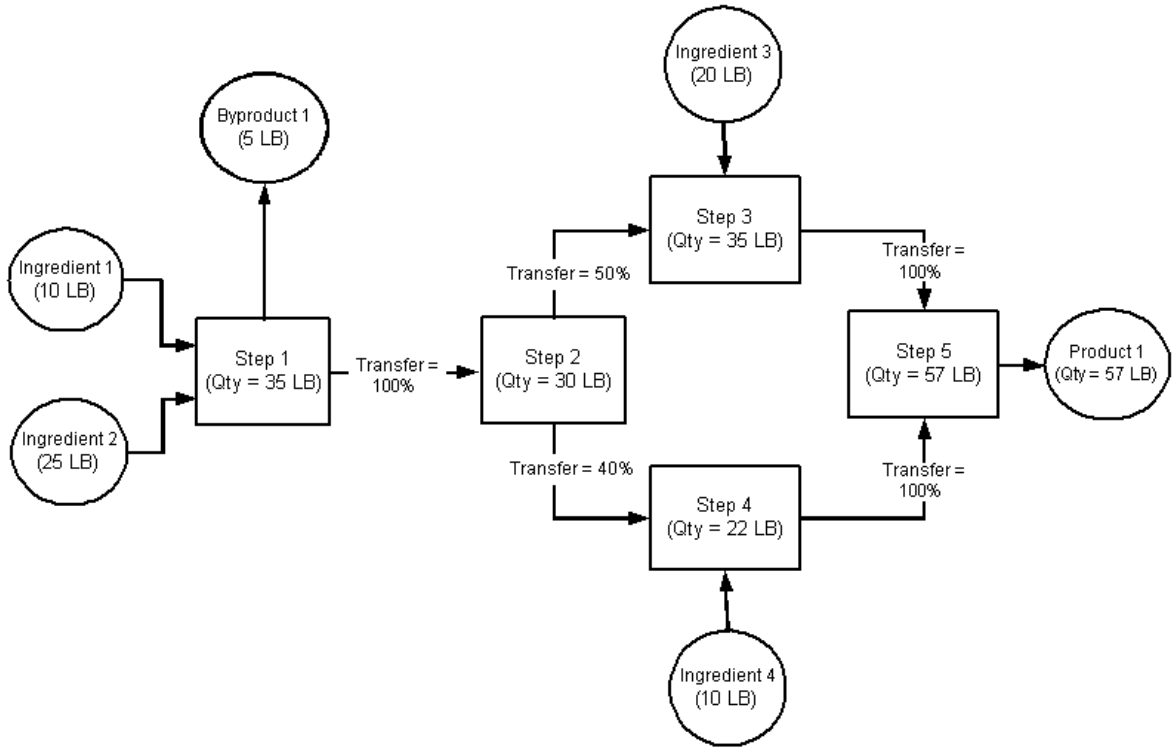 Ingredient 3
(20 LB)
Byproduct 1
(5 LB)
Step 3
(Qty = 35 LB)
Transfer = 50%
Transfer =
100%
Ingredient 1
(10 LB)
Step 1
(Qty = 35 LB)
Transfer =
100%
Step 2
(Qty = 30 LB)
Step 5
(Qty = 57 LB)
Product 1
(Qty = 57 LB)
Ingredient 2
(25 LB)
Transfer = 40%
Transfer =
100%
Step 4
(Qty = 22 LB)
Ingredient 4
(10 LB)